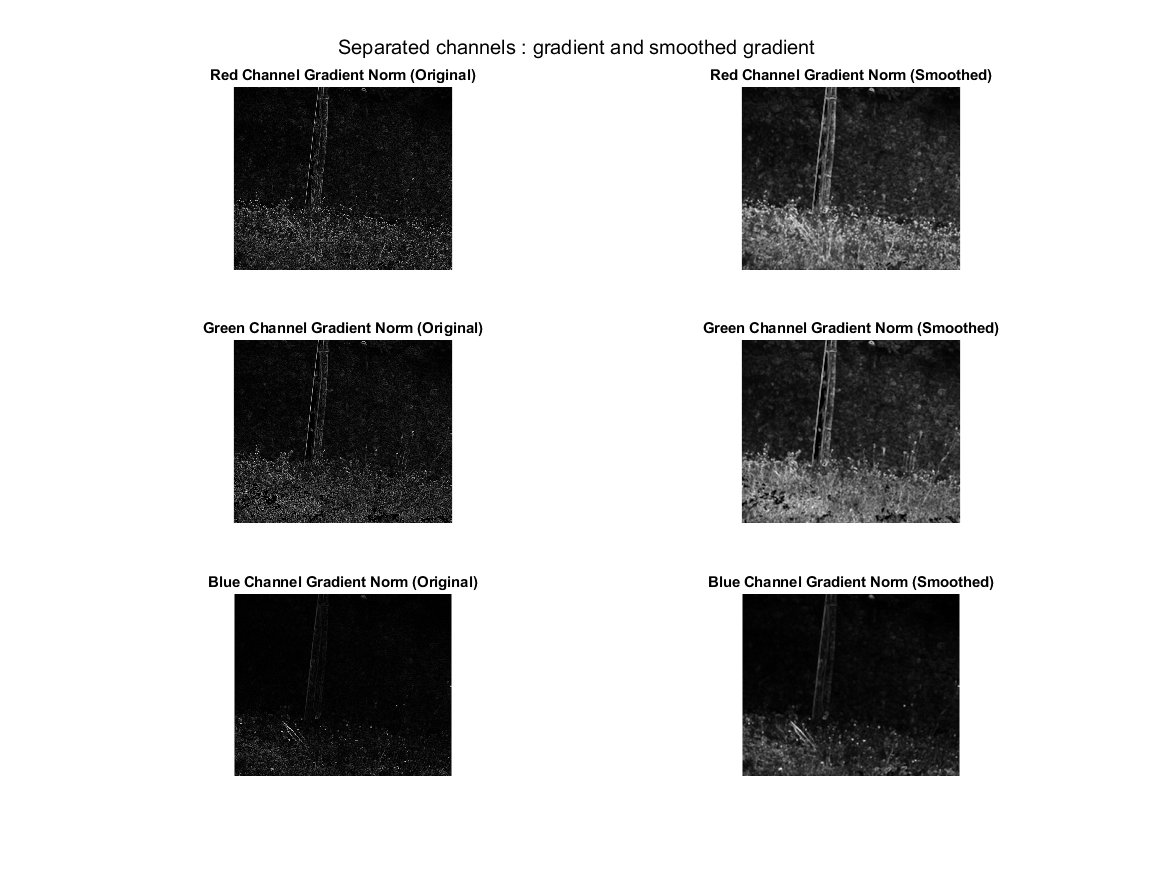 Separated channels : gradient and smoothed gradient
Red Channel Gradient Norm (Original)
Red Channel Gradient Norm (Smoothed)
Green Channel Gradient Norm (Original)
Green Channel Gradient Norm (Smoothed)
Blue Channel Gradient Norm (Original)
Blue Channel Gradient Norm (Smoothed)